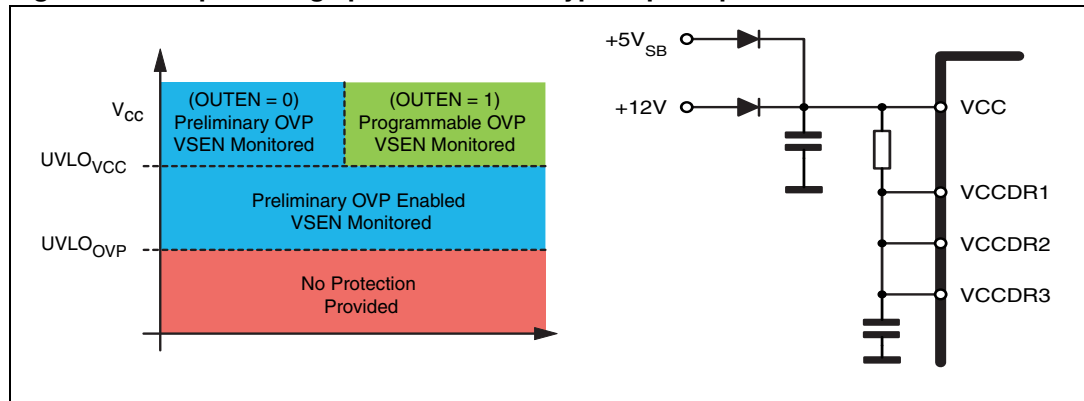 V_CC
UVLO_VCC
UVLO_OVP
(OUTEN = 0)
Preliminary OVP
VSEN Monitored
(OUTEN = 1)
Programmable OVP
VSEN Monitored
Preliminary OVP Enabled
VSEN Monitored
No Protection
Provided
+5V_SB
+12V
VCC
VCCDR1
VCCDR2
VCCDR3